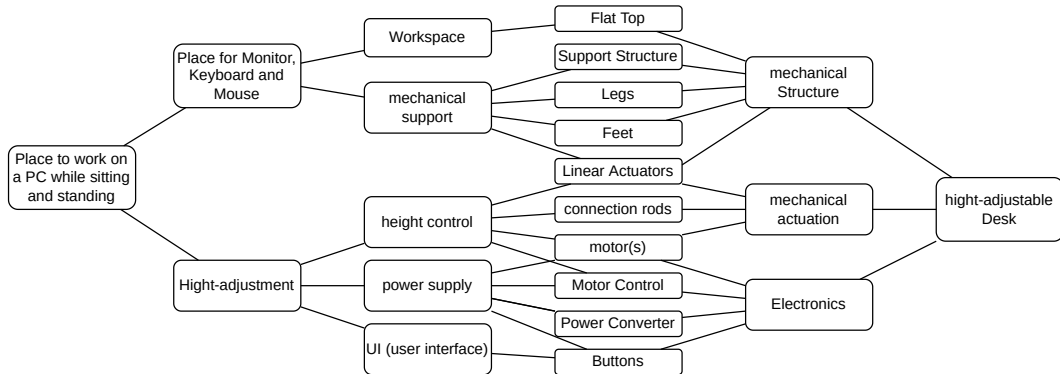 Flat Top
Workspace
Place for Monitor,
Keyboard and
Mouse
Support Structure
mechanical
Structure
mechanical
support
Legs
Feet
Place to work on
a PC while sitting
and standing
Linear Actuators
height control
connection rods
mechanical
actuation
hight-adjustable
Desk
motor(s)
Hight-adjustment
power supply
Motor Control
Electronics
Power Converter
UI (user interface)
Buttons